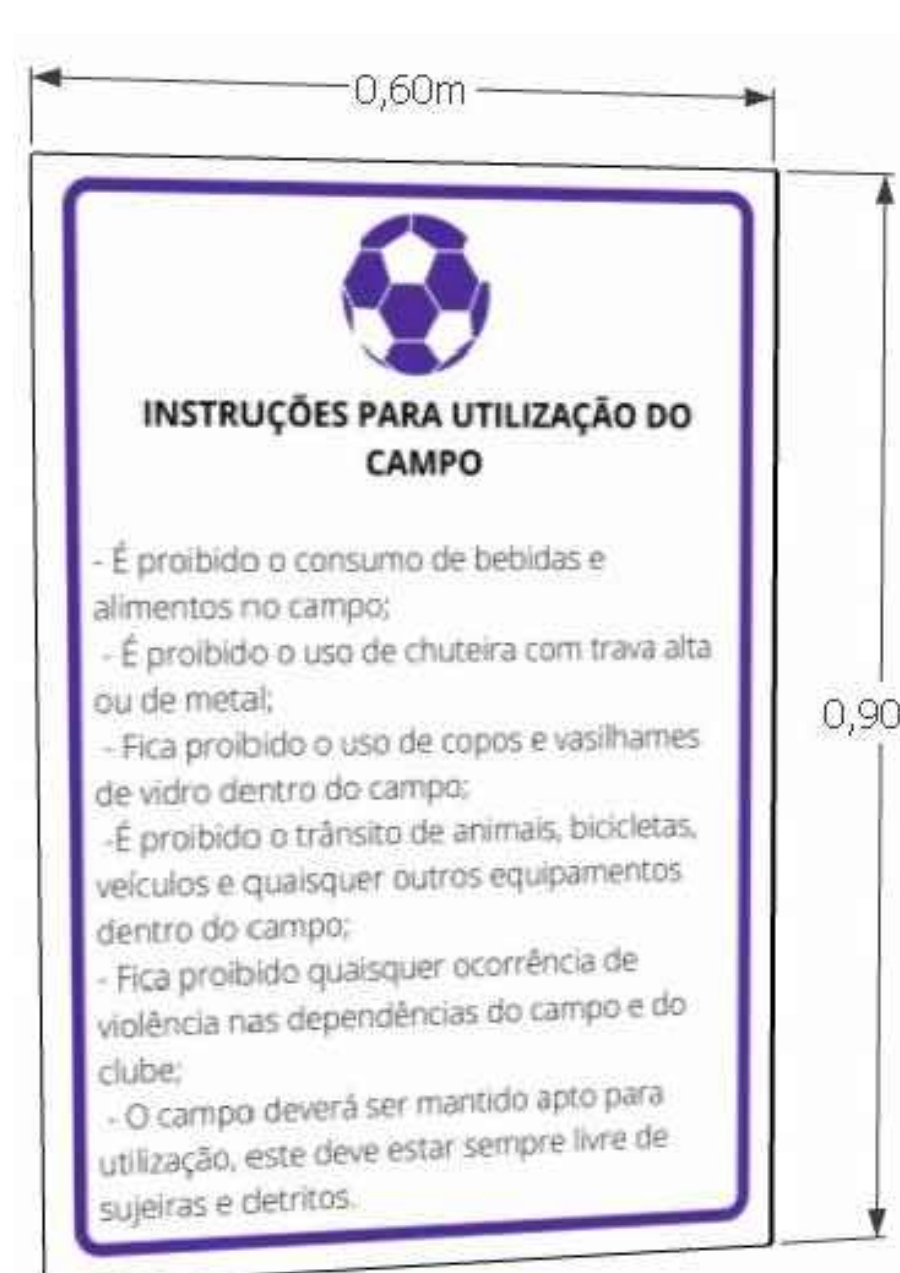 0,60m
INSTRUÇÕES PARA UTILIZAÇÃO DO
CAMPO
- É proibido o consumo de bebidas e
alimentos no campo;
- É proibido o uso de chuteira com trava alta
ou de metal;
- Fica proibido o uso de copos e vasilhames
de vidro dentro do campo;
-É proibido o trânsito de animais, bicicletas,
veículos e quaisquer outros equipamentos
dentro do campo;
- Fica proibido quaisquer ocorrência de
violência nas dependências do campo e do
clube;
- O campo deverá ser mantido apto para
utilização, este deve estar sempre livre de
sujeiras e detritos.
0,90